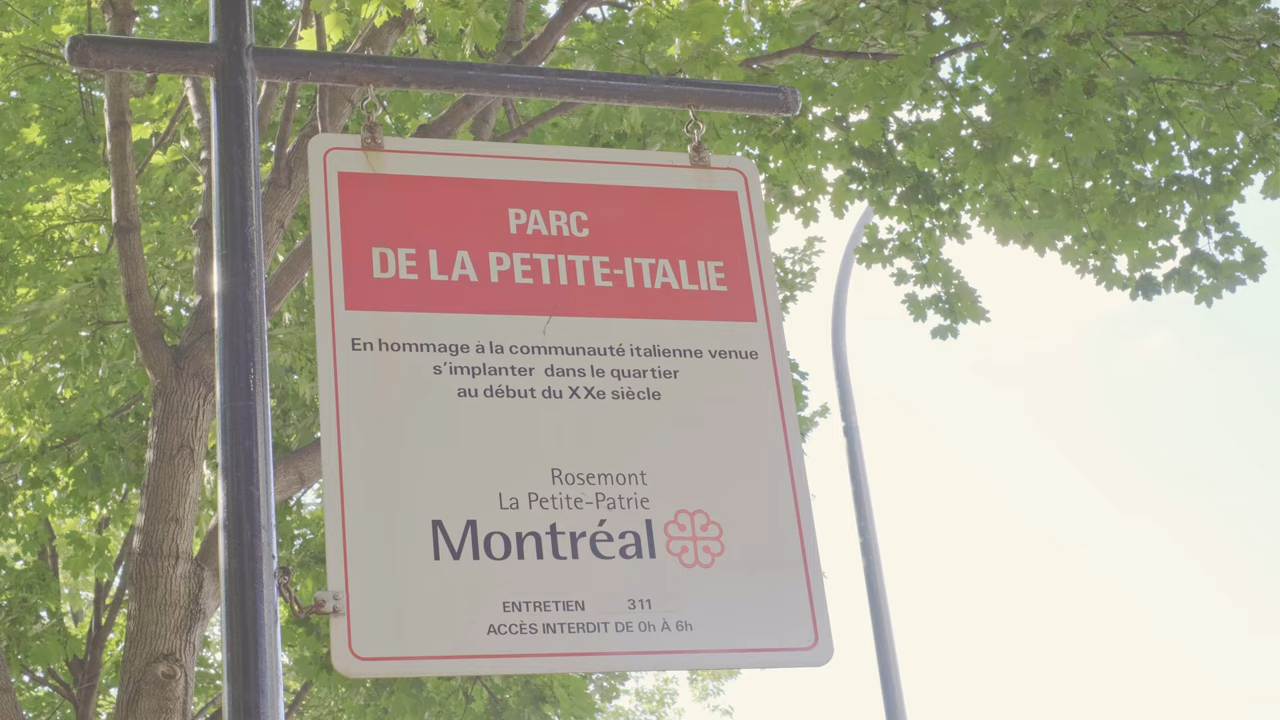 PARC
DE LA PETITE-ITALIE
En hommage à la communauté italienne venue
s'implanter dans le quartier
au début du XXe siècle
Rosemont
La Petite-Patrie
Montréal
ENTRETIEN 311
ACCÈS INTERDIT DE 0h À 6h